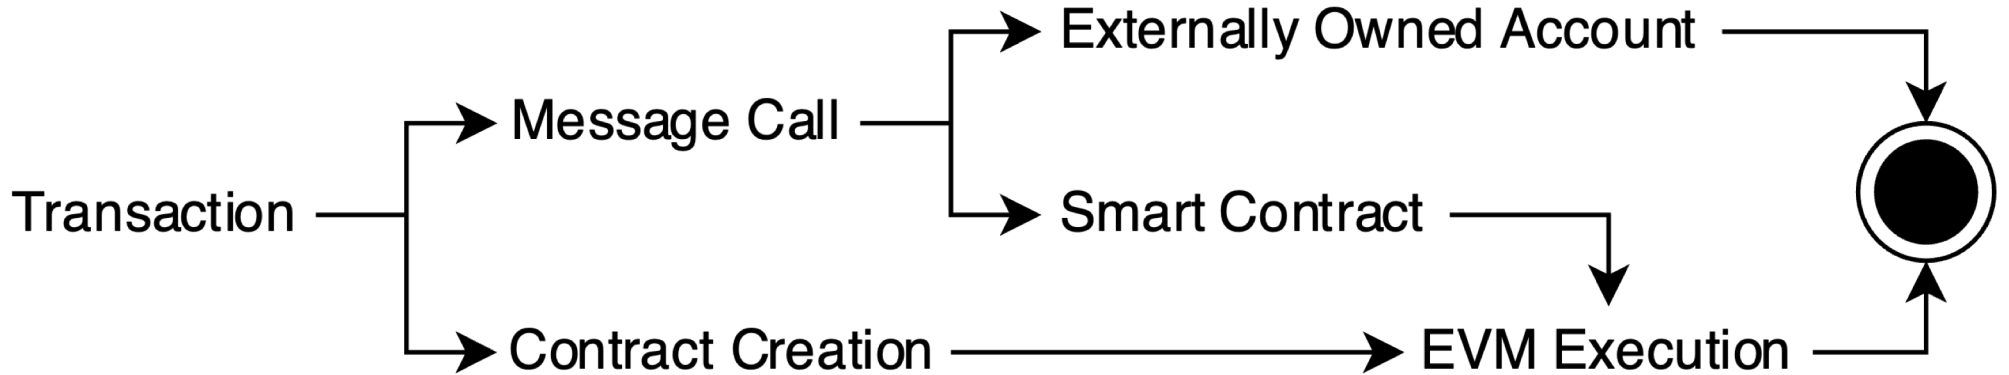 Externally Owned Account
Message Call
Transaction
Smart Contract
Contract Creation
EVM Execution